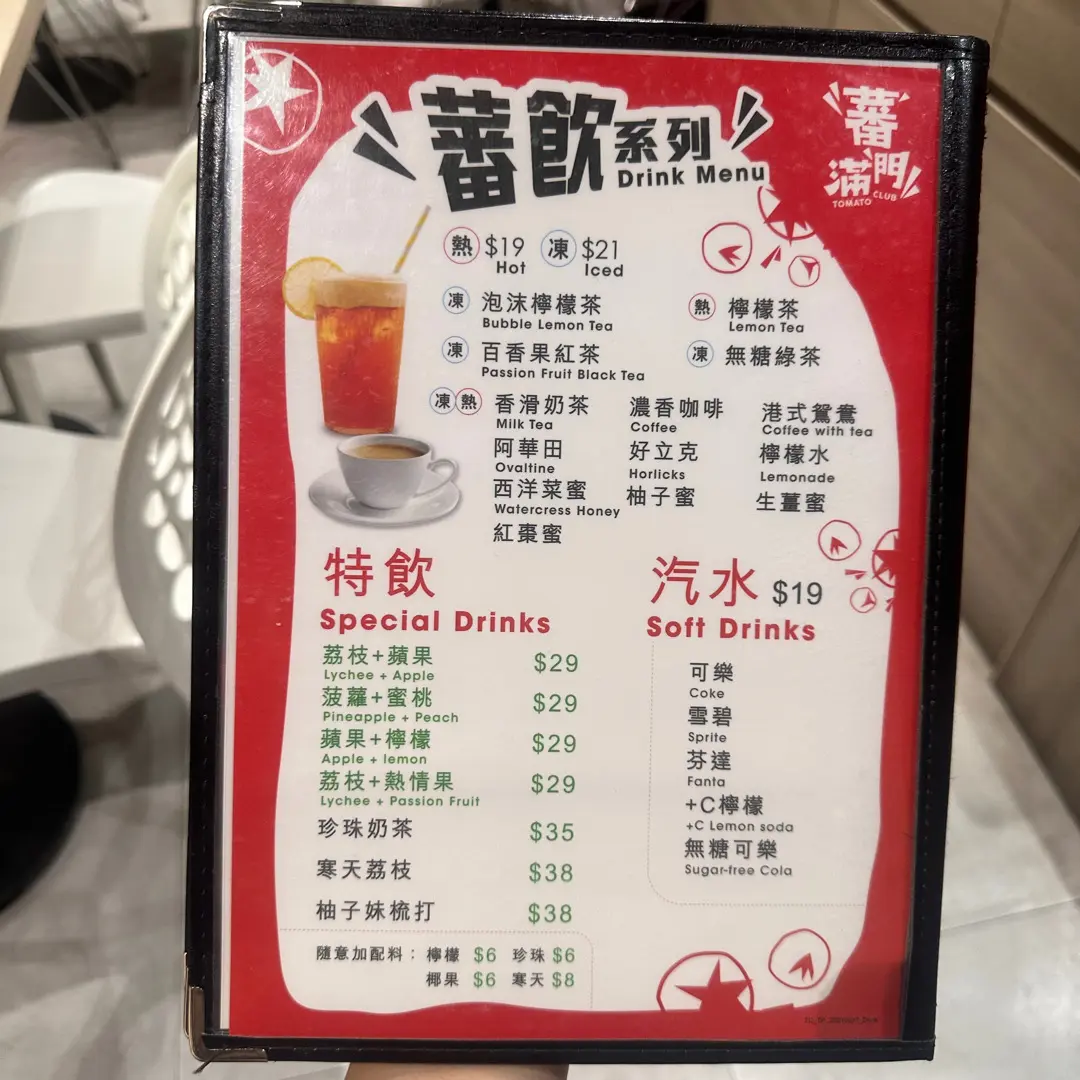 蕃飲系列
Drink Menu
蕃
滿門
TOMATO CLUB
熱 $19 凍 $21
Hot Iced
凍 泡沫檸檬茶
Bubble Lemon Tea
熱 檸檬茶
Lemon Tea
凍 百香果紅茶
Passion Fruit Black Tea
凍 無糖綠茶
凍 熱 香滑奶茶 濃香咖啡 港式鴛鴦
Milk Tea Coffee Coffee with tea
阿華田 好立克 檸檬水
Ovaltine Horlicks Lemonade
西洋菜蜜 柚子蜜 生薑蜜
Watercress Honey
紅棗蜜
特飲
Special Drinks
荔枝+蘋果 $29
Lychee + Apple
菠蘿+蜜桃 $29
Pineapple + Peach
蘋果+檸檬 $29
Apple + lemon
荔枝+熱情果 $29
Lychee + Passion Fruit
珍珠奶茶 $35
寒天荔枝 $38
柚子妹梳打 $38
隨意加配料： 檸檬 $6 珍珠 $6
椰果 $6 寒天 $8
汽水 $19
Soft Drinks
可樂
Coke
雪碧
Sprite
芬達
Fanta
+C檸檬
+C Lemon soda
無糖可樂
Sugar-free Cola